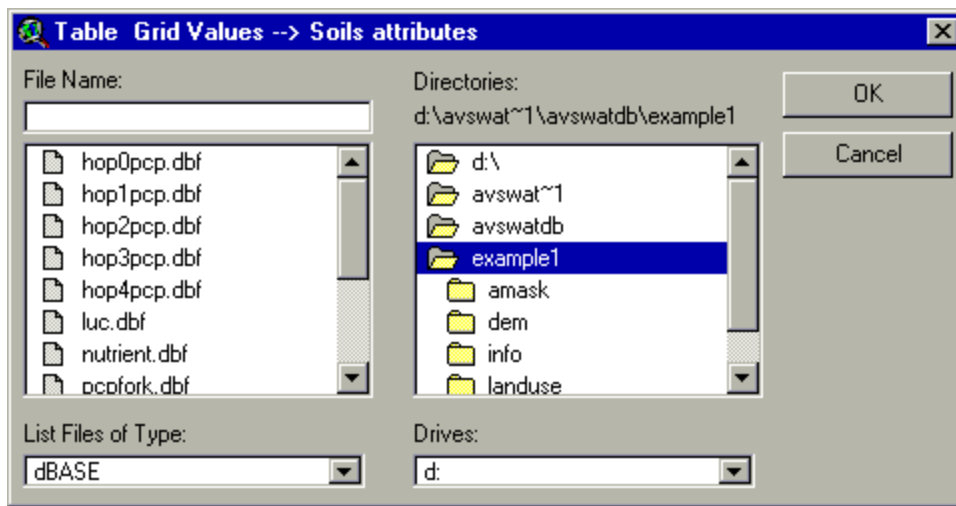 Table Grid Values --> Soils attributes
File Name:
hop0pcp.dbf
hop1pcp.dbf
hop2pcp.dbf
hop3pcp.dbf
hop4pcp.dbf
luc.dbf
nutrient.dbf
pcpfork.dbf
List Files of Type:
dBASE
Directories:
d:\avswat~1\avswatdb\example1
d:\
avswat~1
avswatdb
example1
amask
dem
info
landuse
Drives:
d:
OK
Cancel